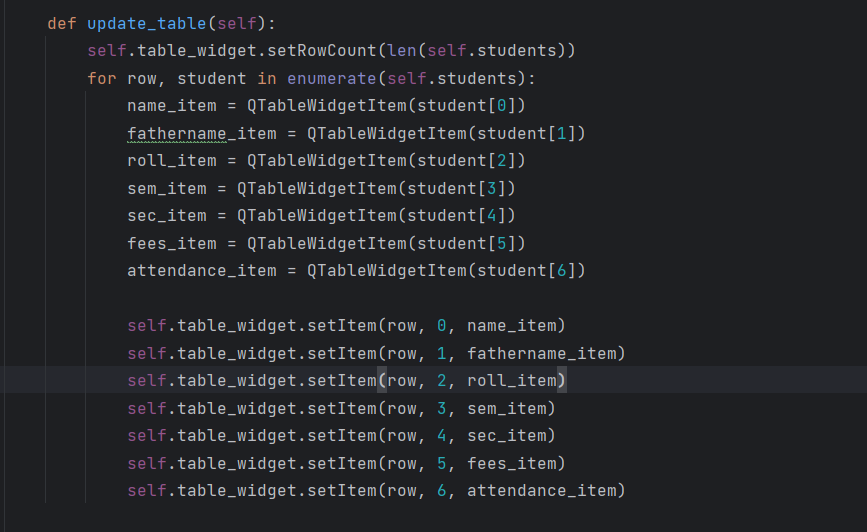 def update_table(self):
self.table_widget.setRowCount(len(self.students))
for row, student in enumerate(self.students):
name_item = QTableWidgetItem(student[0])
fathername_item = QTableWidgetItem(student[1])
roll_item = QTableWidgetItem(student[2])
sem_item = QTableWidgetItem(student[3])
sec_item = QTableWidgetItem(student[4])
fees_item = QTableWidgetItem(student[5])
attendance_item = QTableWidgetItem(student[6])
self.table_widget.setItem(row, 0, name_item)
self.table_widget.setItem(row, 1, fathername_item)
self.table_widget.setItem(row, 2, roll_item)
self.table_widget.setItem(row, 3, sem_item)
self.table_widget.setItem(row, 4, sec_item)
self.table_widget.setItem(row, 5, fees_item)
self.table_widget.setItem(row, 6, attendance_item)